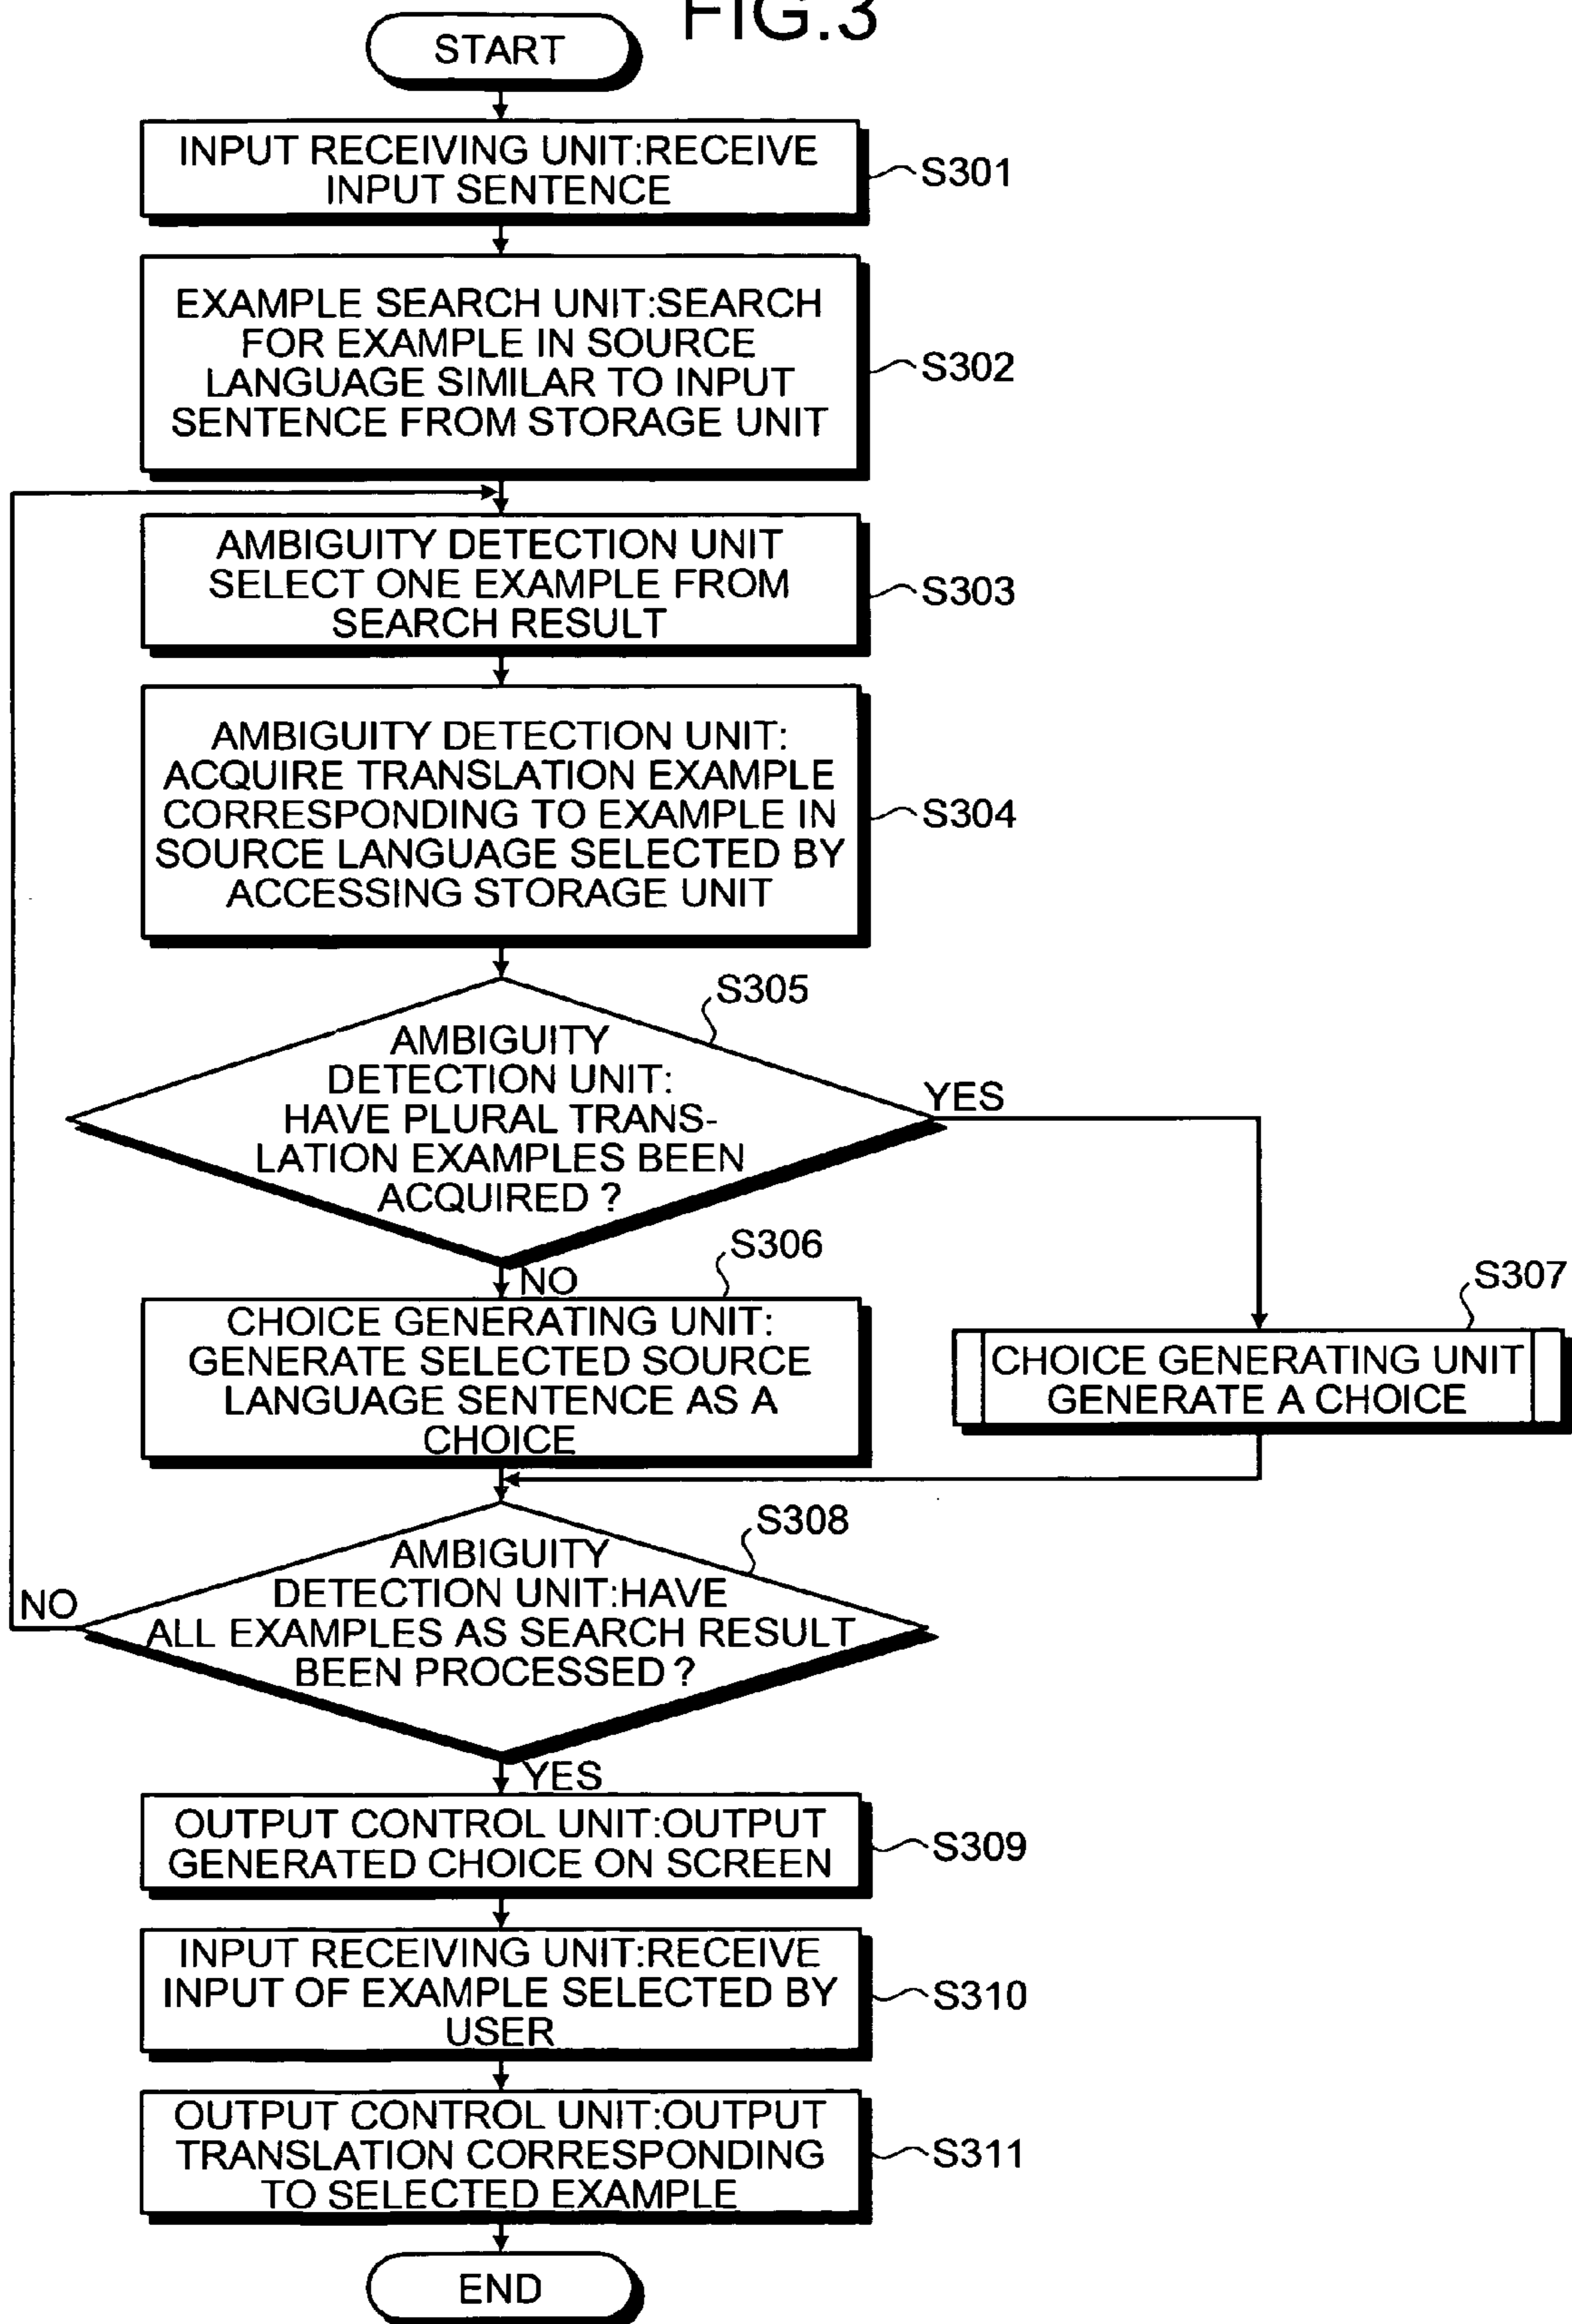 FIG.3
START
INPUT RECEIVING UNIT:RECEIVE
INPUT SENTENCE
S301
EXAMPLE SEARCH UNIT:SEARCH
FOR EXAMPLE IN SOURCE
LANGUAGE SIMILAR TO INPUT
SENTENCE FROM STORAGE UNIT
S302
AMBIGUITY DETECTION UNIT
SELECT ONE EXAMPLE FROM
SEARCH RESULT
S303
AMBIGUITY DETECTION UNIT:
ACQUIRE TRANSLATION EXAMPLE
CORRESPONDING TO EXAMPLE IN
SOURCE LANGUAGE SELECTED BY
ACCESSING STORAGE UNIT
S304
S305
AMBIGUITY
DETECTION UNIT:
HAVE PLURAL TRANS-
LATION EXAMPLES BEEN
ACQUIRED ?
YES
NO
S306
CHOICE GENERATING UNIT:
GENERATE SELECTED SOURCE
LANGUAGE SENTENCE AS A
CHOICE
S307
CHOICE GENERATING UNIT
GENERATE A CHOICE
S308
AMBIGUITY
DETECTION UNIT:HAVE
ALL EXAMPLES AS SEARCH RESULT
BEEN PROCESSED ?
NO
YES
OUTPUT CONTROL UNIT:OUTPUT
GENERATED CHOICE ON SCREEN
S309
INPUT RECEIVING UNIT:RECEIVE
INPUT OF EXAMPLE SELECTED BY
USER
S310
OUTPUT CONTROL UNIT:OUTPUT
TRANSLATION CORRESPONDING
TO SELECTED EXAMPLE
S311
END